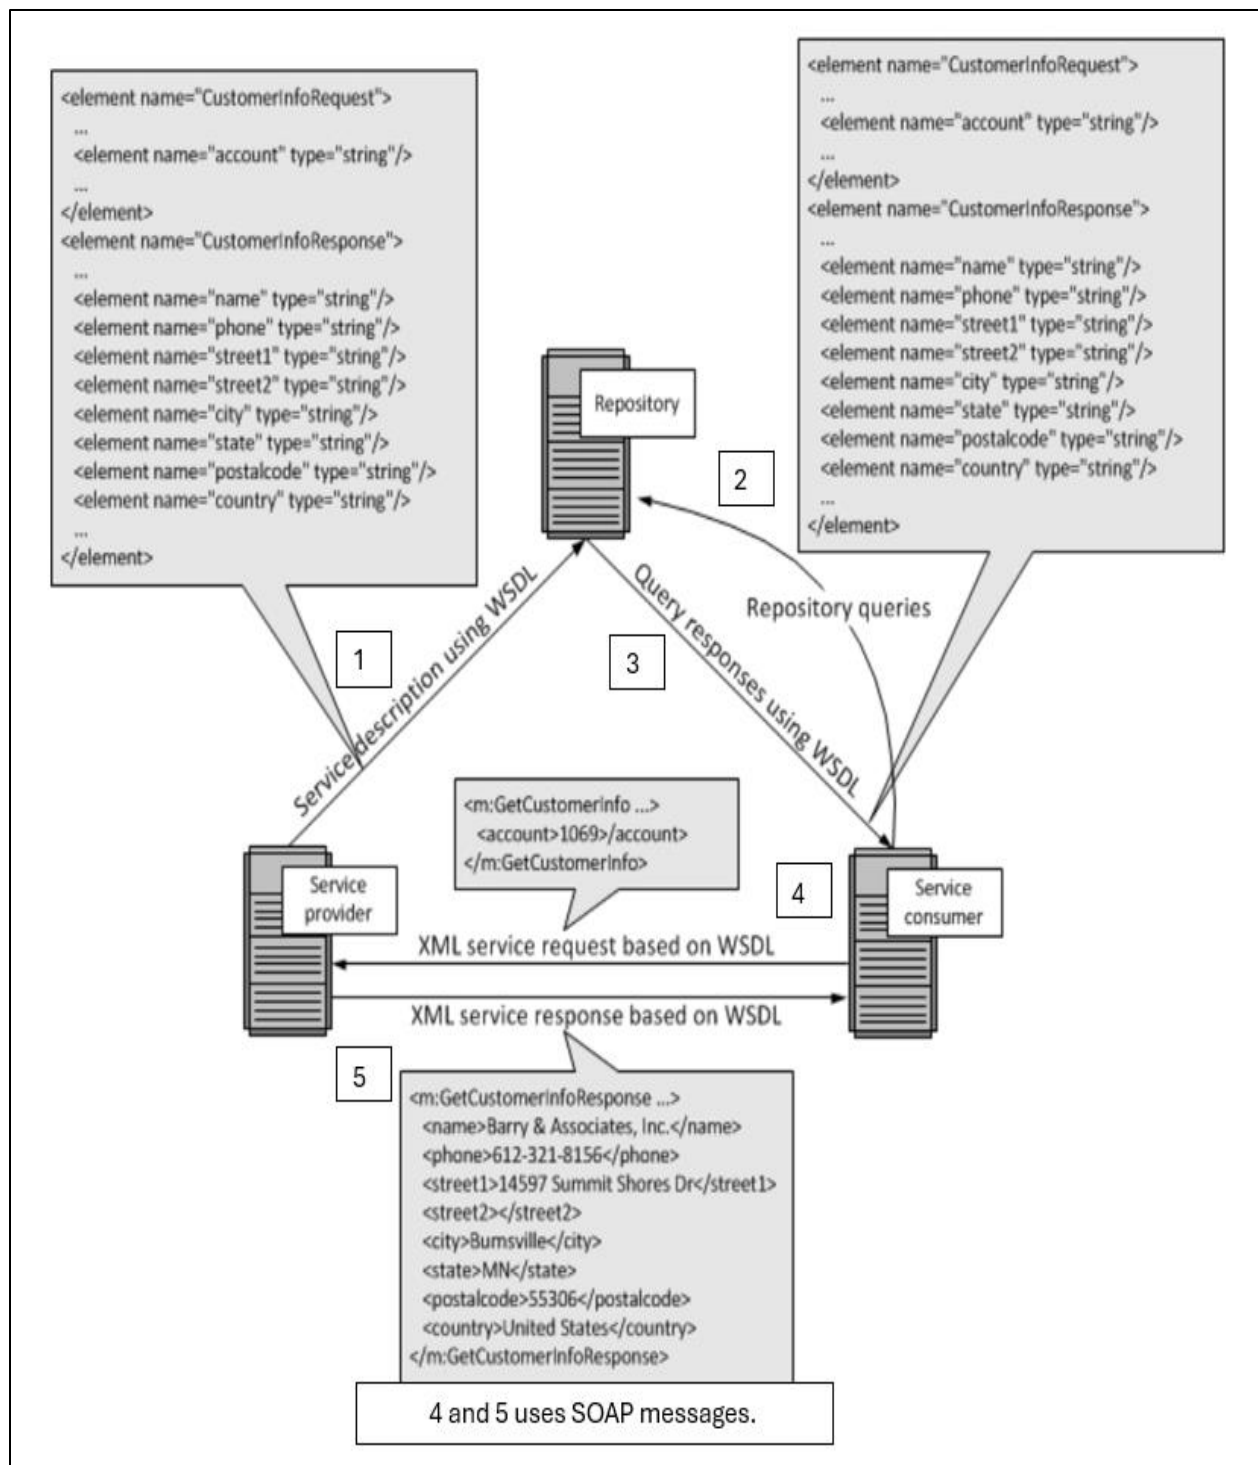 <element name="CustomerInfoRequest">
...
<element name="account" type="string"/>
...
</element>
<element name="CustomerInfoResponse">
...
<element name="name" type="string"/>
<element name="phone" type="string"/>
<element name="street1" type="string"/>
<element name="street2" type="string"/>
<element name="city" type="string"/>
<element name="state" type="string"/>
<element name="postalcode" type="string"/>
<element name="country" type="string"/>
...
</element>
<element name="CustomerInfoRequest">
...
<element name="account" type="string"/>
...
</element>
<element name="CustomerInfoResponse">
...
<element name="name" type="string"/>
<element name="phone" type="string"/>
<element name="street1" type="string"/>
<element name="street2" type="string"/>
<element name="city" type="string"/>
<element name="state" type="string"/>
<element name="postalcode" type="string"/>
<element name="country" type="string"/>
...
</element>
Repository
2
Repository queries
1
Service description using WSDL
3
Query responses using WSDL
<m:GetCustomerInfo ...>
<account>1069>/account>
</m:GetCustomerInfo>
Service
provider
4
Service
consumer
XML service request based on WSDL
XML service response based on WSDL
5
<m:GetCustomerInfoResponse ...>
<name>Barry & Associates, Inc.</name>
<phone>612-321-8156</phone>
<street1>14597 Summit Shores Dr</street1>
<street2></street2>
<city>Burnsville</city>
<state>MN</state>
<postalcode>55306</postalcode>
<country>United States</country>
</m:GetCustomerInfoResponse>
4 and 5 uses SOAP messages.